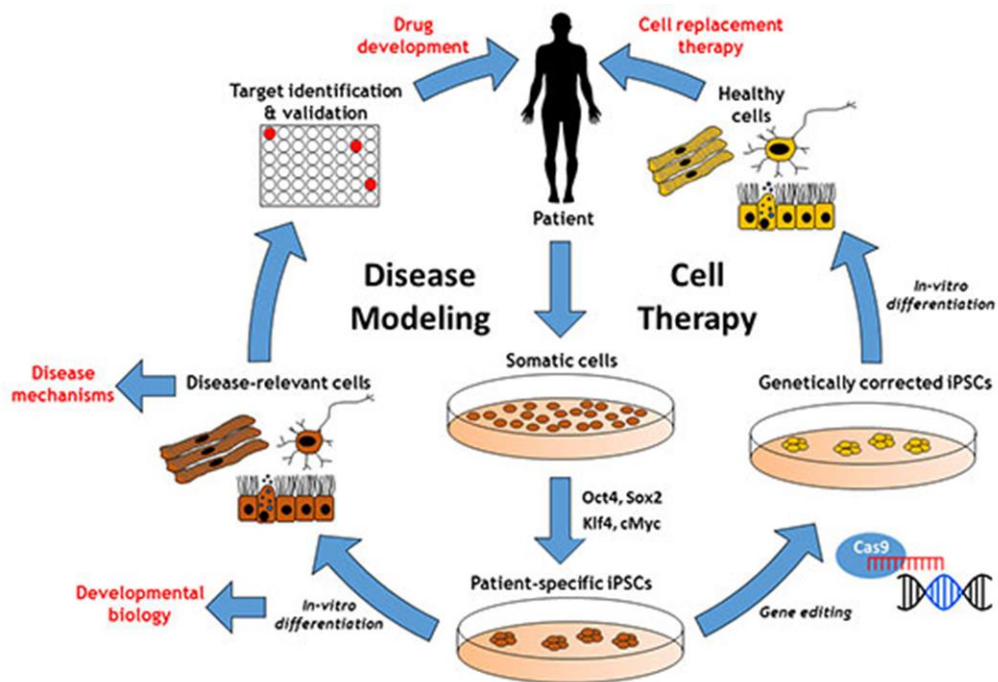 Drug
development
Cell replacement
therapy
Target identification
& validation
Healthy
cells
Patient
Disease
Modeling
Cell
Therapy
In-vitro
differentiation
Somatic cells
Disease
mechanisms
Disease-relevant cells
Genetically corrected iPSCs
Oct4, Sox2
Klf4, cMyc
Cas9
Patient-specific iPSCs
Developmental
biology
In-vitro
differentiation
Gene editing